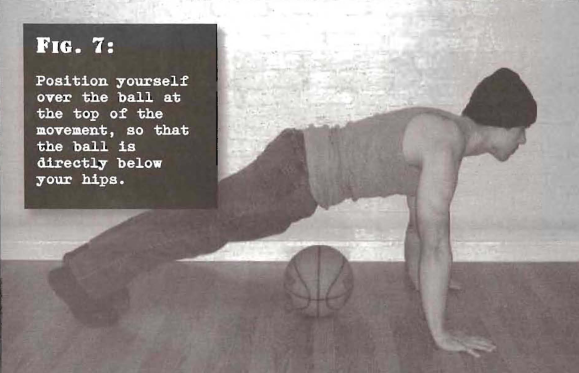 FIG. 7:
Position yourself
over the ball at
the top of the
movement, so that
the ball is
directly below
your hips.